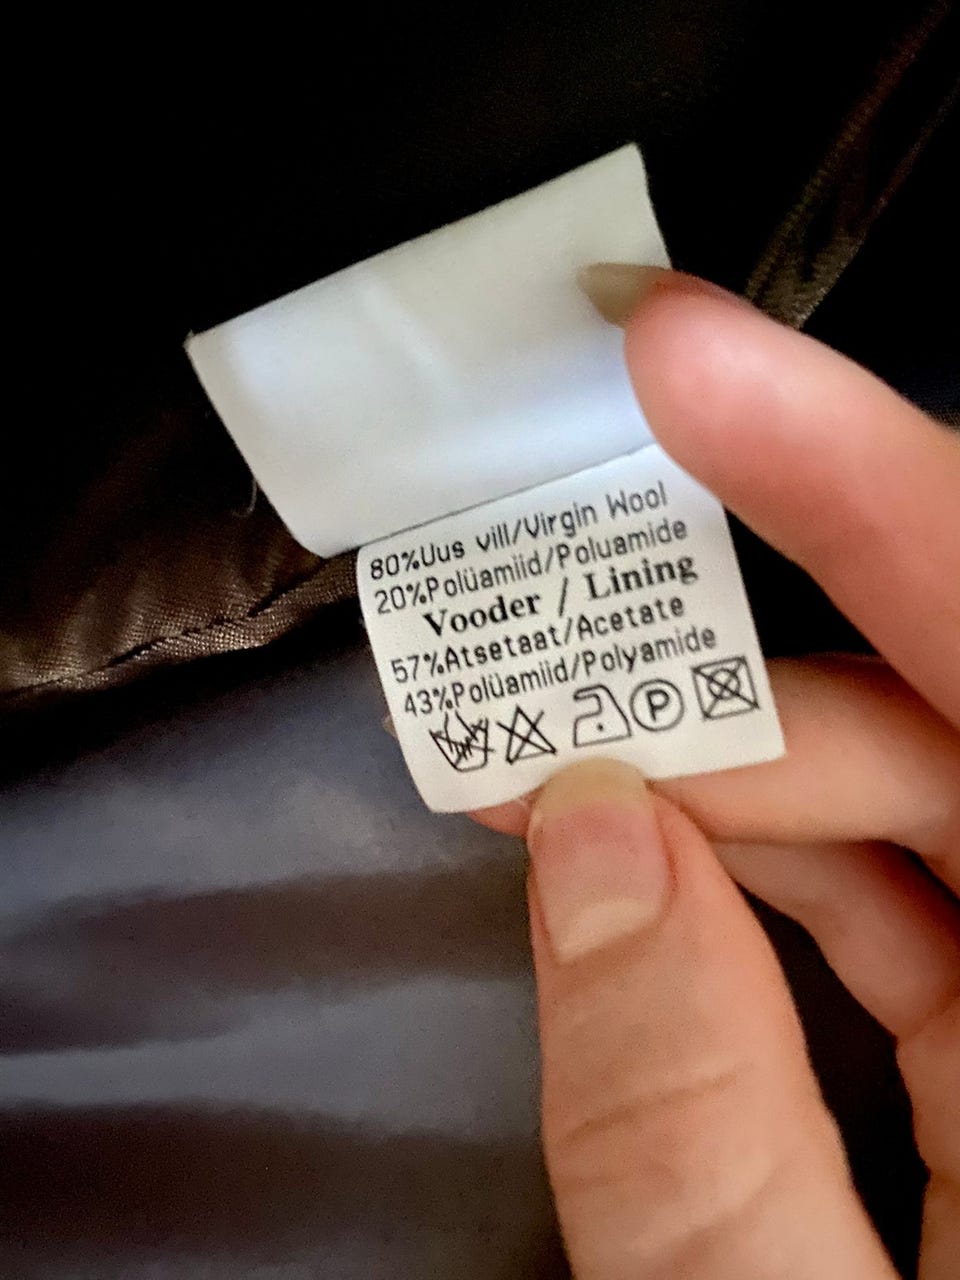 80%Uus vill/Virgin Wool
20%Polüamiid/Poluamide
Vooder / Lining
57%Atsetaat/Acetate
43%Polüamiid/Polyamide
P